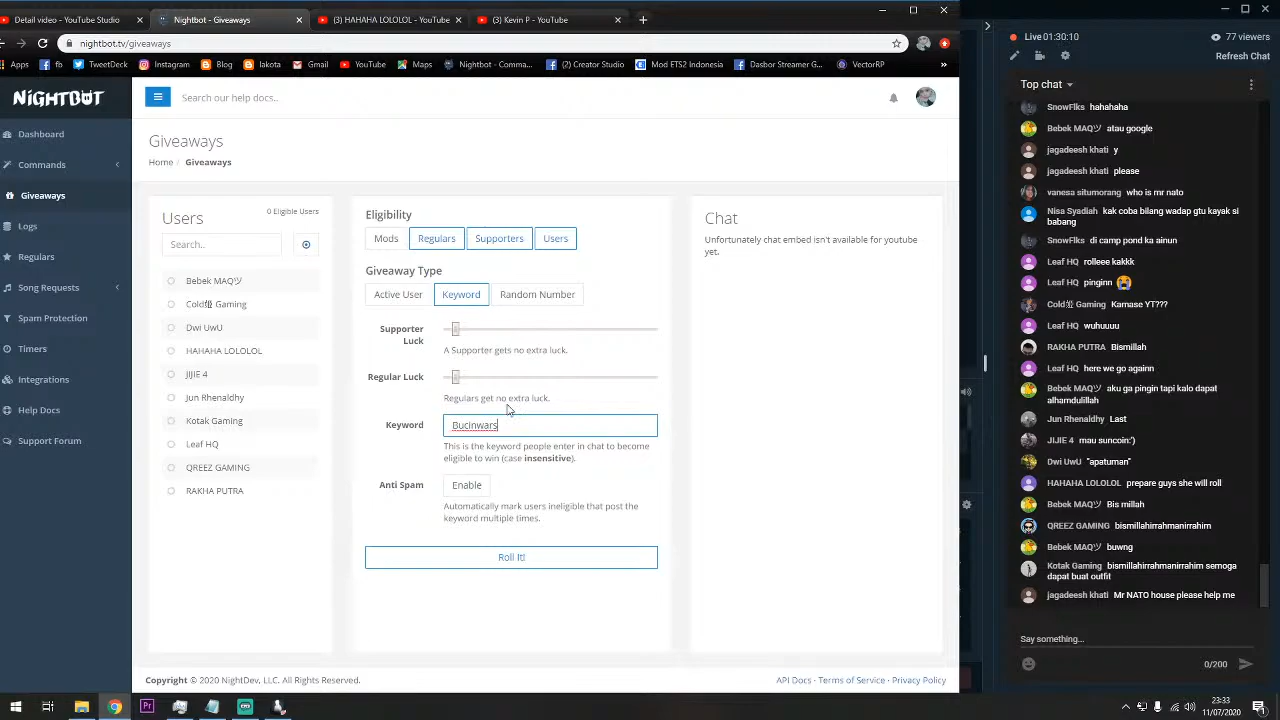 Detail video - YouTube Studio
Nightbot - Giveaways
(3) HAHAHA LOLOLOL - YouTube
(3) Kevin P - YouTube
nightbot.tv/giveaways
Apps
fb
TweetDeck
Instagram
Blog
lakota
Gmail
YouTube
Maps
Nightbot - Comma...
(2) Creator Studio
Mod ETS2 Indonesia
Dasbor Streamer G...
VectorRP
»
NIGHTBOT
Search our help docs..
Dashboard
Commands
Giveaways
Logs
Regulars
Song Requests
Spam Protection
Timers
Integrations
Help Docs
Support Forum
Giveaways
Home / Giveaways
Users
0 Eligible Users
Search..
Bebek MAQツ
HAHAHA LOLOLOL
Dwi UwU
JIJIE 4
Jun Rhenaldhy
Kotak Gaming
Leaf HQ
QREEZ GAMING
RAKHA PUTRA
Eligibility
Mods
Regulars
Supporters
Users
Giveaway Type
Active User
Keyword
Random Number
Supporter
Luck
A Supporter gets no extra luck.
Regular Luck
Regulars get no extra luck.
Keyword
Bucinwars
This is the keyword people enter in chat to become
eligible to win (case insensitive).
Anti Spam
Enable
Automatically mark users ineligible that post the
keyword multiple times.
Roll It!
Chat
Unfortunately chat embed isn't available for youtube
yet.
Copyright © 2020 NightDev, LLC. All Rights Reserved.
API Docs · Terms of Service · Privacy Policy
01:30:10
77 viewers
Refresh Chat
Top chat
SnowFlks hahahaha
Bebek MAQツ atau google
jagadeesh khati y
jagadeesh khati please
vanesa situmorang who is mr nato
Nisa Syadiah kak coba bilang wadap gtu kayak si
babang
SnowFlks di camp pond ka ainun
Leaf HQ rolleee kakkk
Leaf HQ pinginn 😭
Gaming Kamase YT???
Leaf HQ wuhuuuu
RAKHA PUTRA Bismillah
Leaf HQ here we go againn
Bebek MAQツ aku ga pingin tapi kalo dapat
alhamdulillah
Jun Rhenaldhy Last
JIJIE 4 mau suncoin:')
Dwi UwU "apatuman"
HAHAHA LOLOLOL prepare guys she will roll
Bebek MAQツ Bis millah
QREEZ GAMING bismillahirrahmanirrahim
Bebek MAQツ buwng
Kotak Gaming bismillahirrahmanirrahim semoga
dapat buat outfit
jagadeesh khati Mr NATO house please help me
Say something...
0/200
23:33
11/07/2020